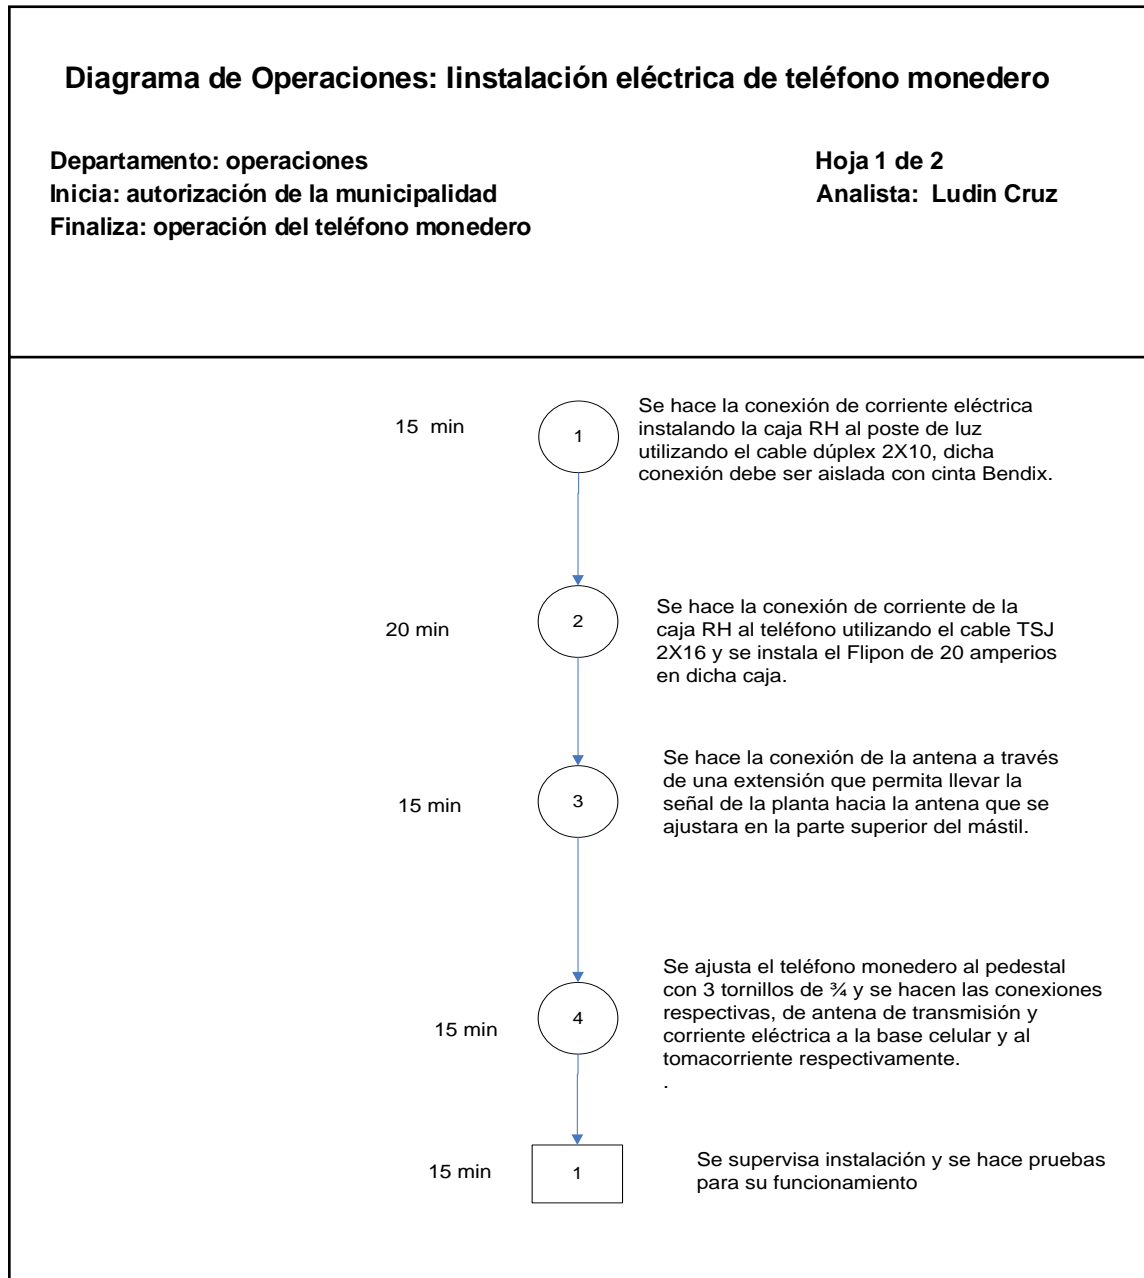 Diagrama de Operaciones: Iinstalación eléctrica de teléfono monedero
Departamento: operaciones
Hoja 1 de 2
Inicia: autorización de la municipalidad
Analista: Ludin Cruz
Finaliza: operación del teléfono monedero
15 min
1
Se hace la conexión de corriente eléctrica
instalando la caja RH al poste de luz
utilizando el cable dúplex 2X10, dicha
conexión debe ser aislada con cinta Bendix.
20 min
2
Se hace la conexión de corriente de la
caja RH al teléfono utilizando el cable TSJ
2X16 y se instala el Flipon de 20 amperios
en dicha caja.
15 min
3
Se hace la conexión de la antena a través
de una extensión que permita llevar la
señal de la planta hacia la antena que se
ajustara en la parte superior del mástil.
15 min
4
Se ajusta el teléfono monedero al pedestal
con 3 tornillos de ¾ y se hacen las conexiones
respectivas, de antena de transmisión y
corriente eléctrica a la base celular y al
tomacorriente respectivamente.
.
15 min
1
Se supervisa instalación y se hace pruebas
para su funcionamiento